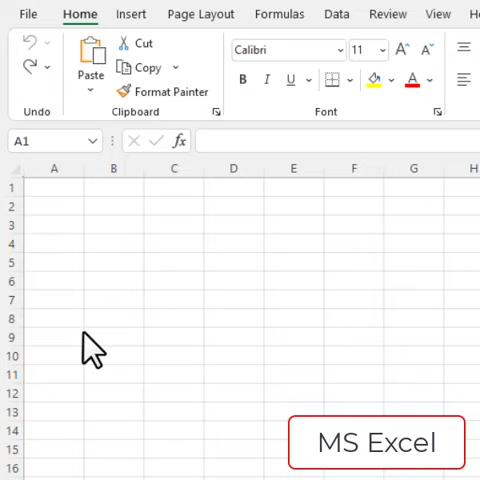 File Home Insert Page Layout Formulas Data Review View He
Cut
Copy
Paste
Format Painter
Undo Clipboard Font
Calibri 11 A A
B I U A
A1 fx
A B C D E F G H
1
2
3
4
5
6
7
8
9
10
11
12
13
14
15
16
MS Excel